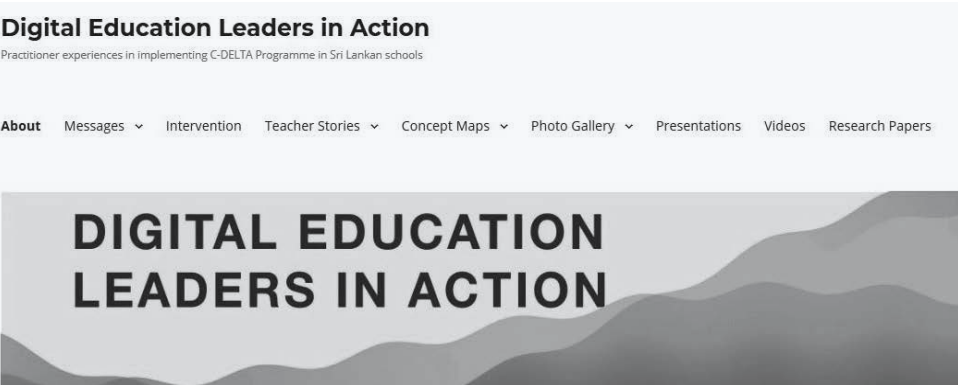 Digital Education Leaders in Action
Practitioner experiences in implementing C-DELTA Programme in Sri Lankan schools
About Messages Intervention Teacher Stories Concept Maps Photo Gallery Presentations Videos Research Papers
DIGITAL EDUCATION
LEADERS IN ACTION